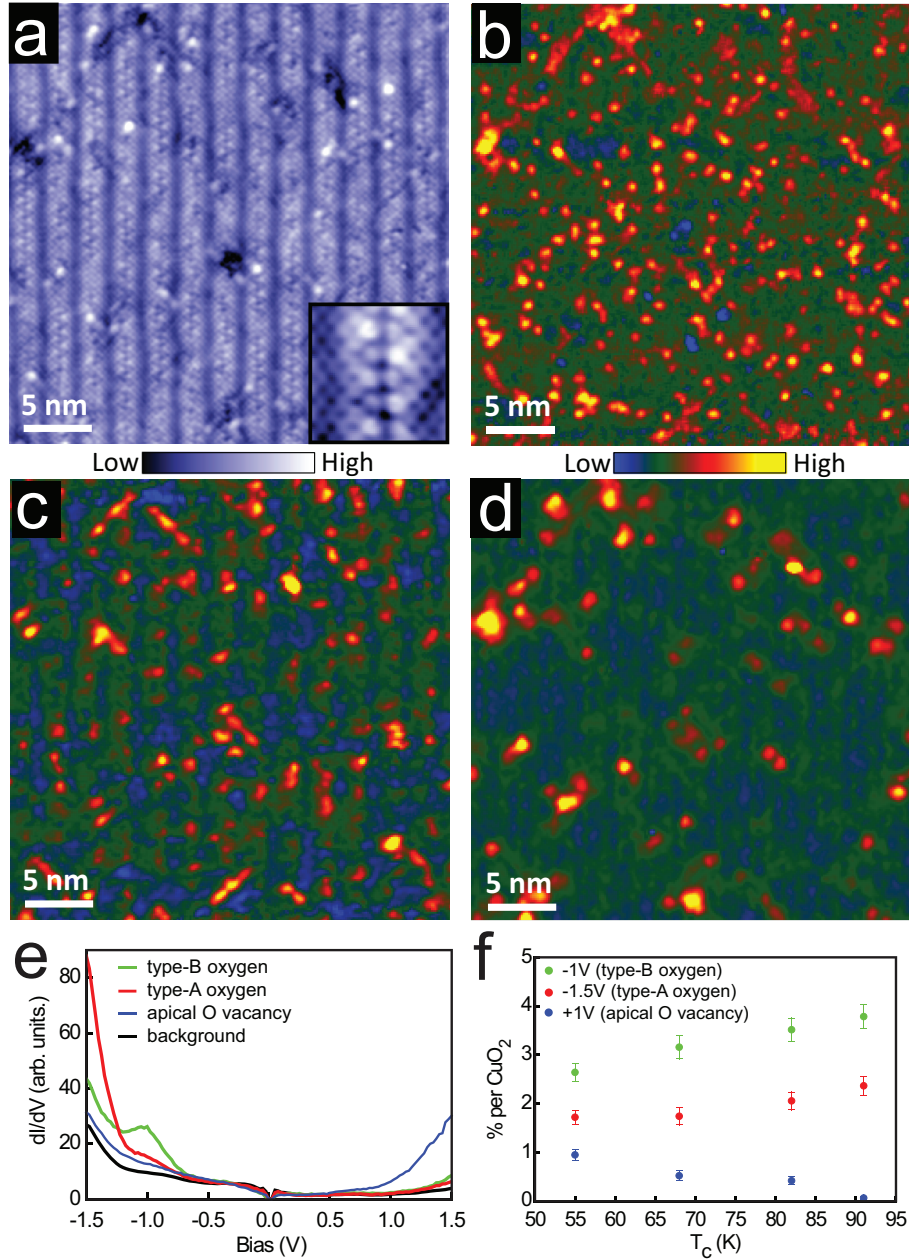 a
b
5 nm
5 nm
Low High
Low High
c
d
5 nm
5 nm
e
type-B oxygen
type-A oxygen
apical O vacancy
background
dI/dV (arb. units.)
80
60
40
20
0
-1.5 -1.0 -0.5 0.0 0.5 1.0 1.5
Bias (V)
f
-1V (type-B oxygen)
-1.5V (type-A oxygen)
+1V (apical O vacancy)
% per CuO₂
5
4
3
2
1
0
50 55 60 65 70 75 80 85 90 95
T_c (K)